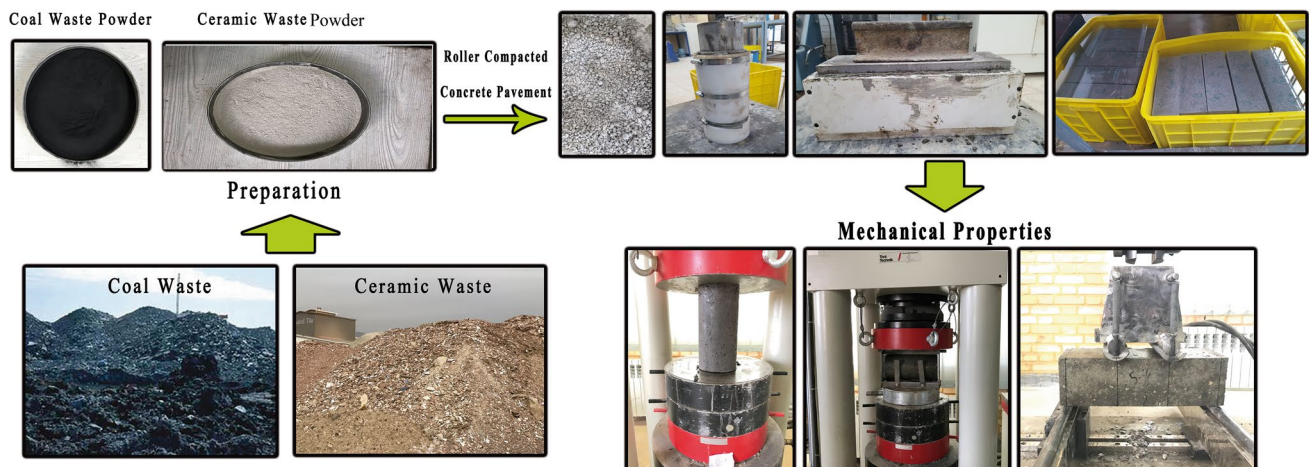 Coal Waste Powder
Ceramic Waste Powder
Roller Compacted
Concrete Pavement
Preparation
Mechanical Properties
Coal Waste
Ceramic Waste